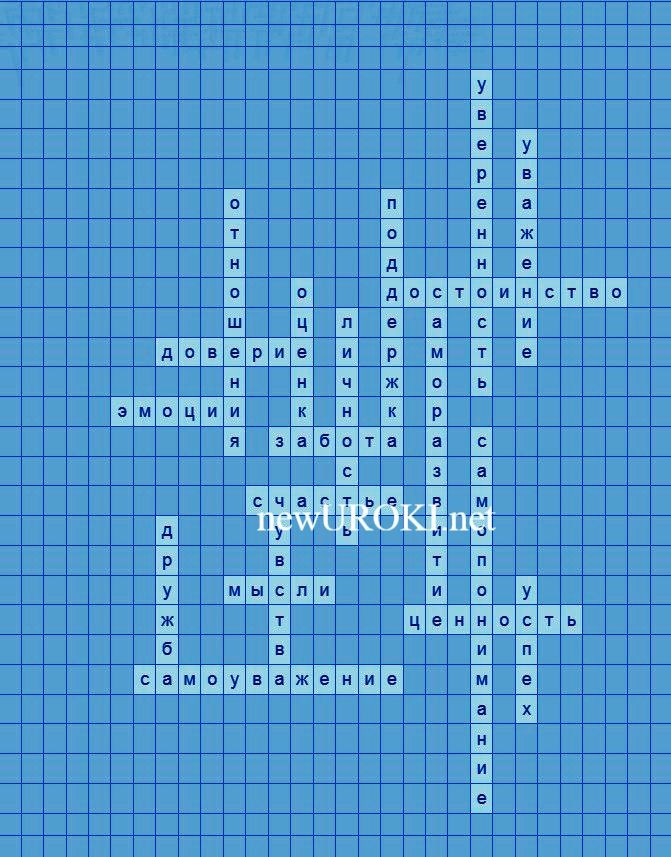 уверенность
уважение
отношения
поддержка
достоинство
оценка
саморазвитие
личность
доверие
эмоции
забота
самопонимание
счастье
чувства
newUROKI.net
дружба
мысли
успех
ценность
самоуважение